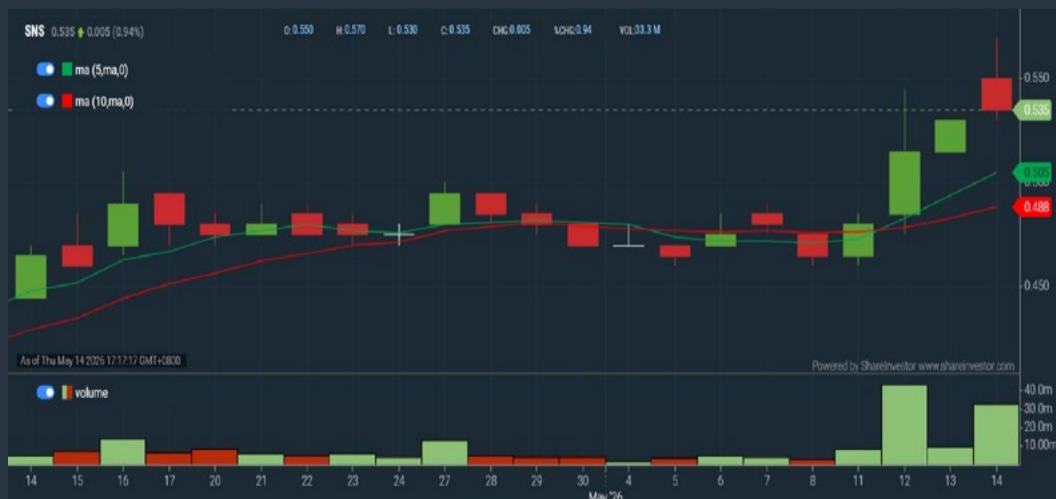 SNS 0.535 0.005 (0.94%) O: 0.550 H: 0.570 L: 0.530 C: 0.535 CHG:0.005 %CHG:0.94 VOL:33.3 M
ma (5,ma,0)
ma (10,ma,0)
0.550
0.535
0.505
0.488
0.450
As of Thu May 14 2026 17:17:17 GMT+0800
Powered by ShareInvestor www.shareinvestor.com
volume
40.0m
30.0m
20.0m
10.00m
14 15 16 17 20 21 22 23 24 27 28 29 30 4 5 6 7 8 11 12 13 14
May '26